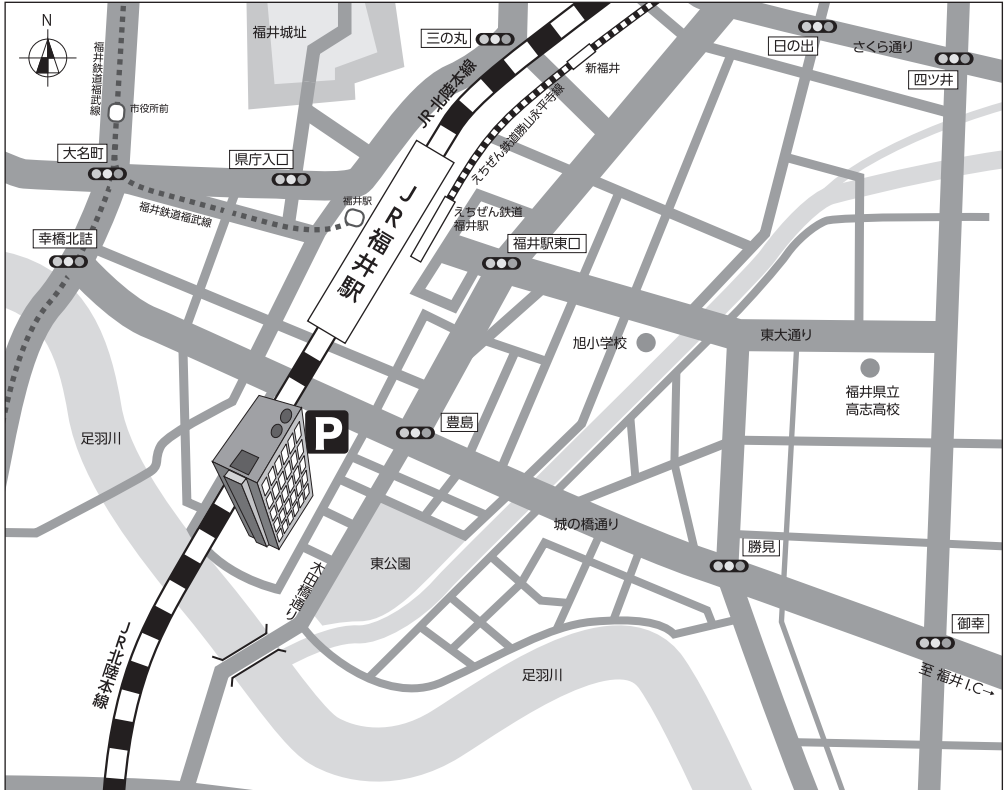 N
福井鉄道福武線
福井城址
三の丸
日の出
さくら通り
四ツ井
新福井
JR北陸本線
市役所前
えちぜん鉄道勝山永平寺線
大名町
県庁入口
福井駅
福井鉄道福武線
JR福井駅
えちぜん鉄道
福井駅
幸橋北詰
福井駅東口
東大通り
旭小学校
福井県立
高志高校
足羽川
P
豊島
城の橋通り
勝見
東公園
木田橋通り
御幸
JR北陸本線
足羽川
至 福井 I.C→